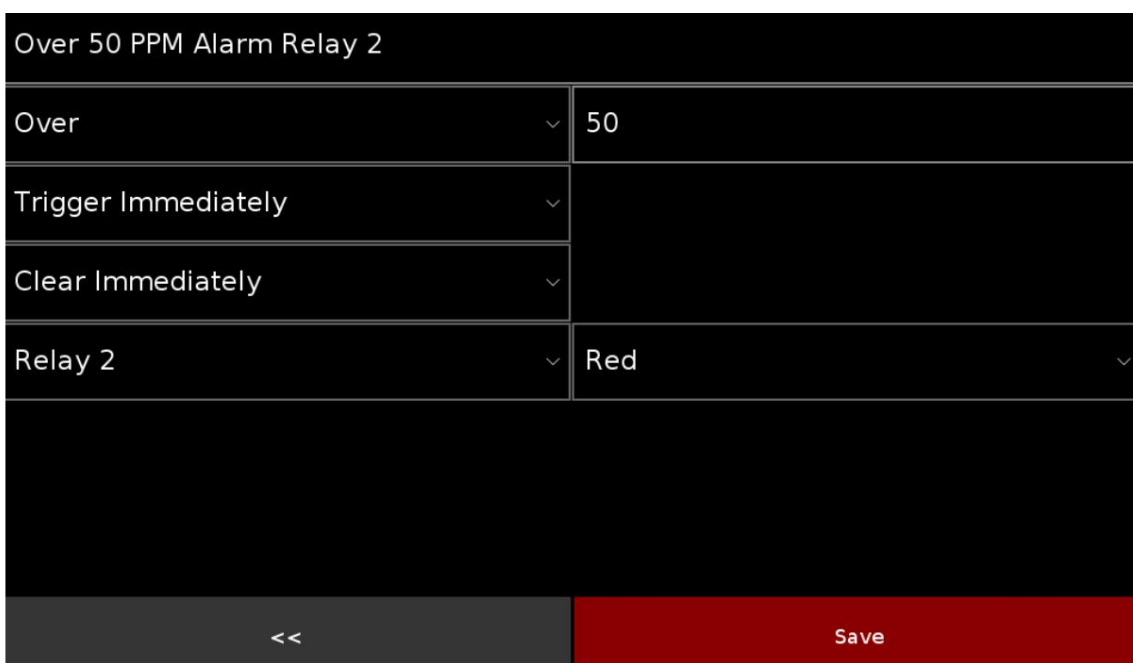 Over 50 PPM Alarm Relay 2
Over 50
Trigger Immediately
Clear Immediately
Relay 2 Red
<< Save